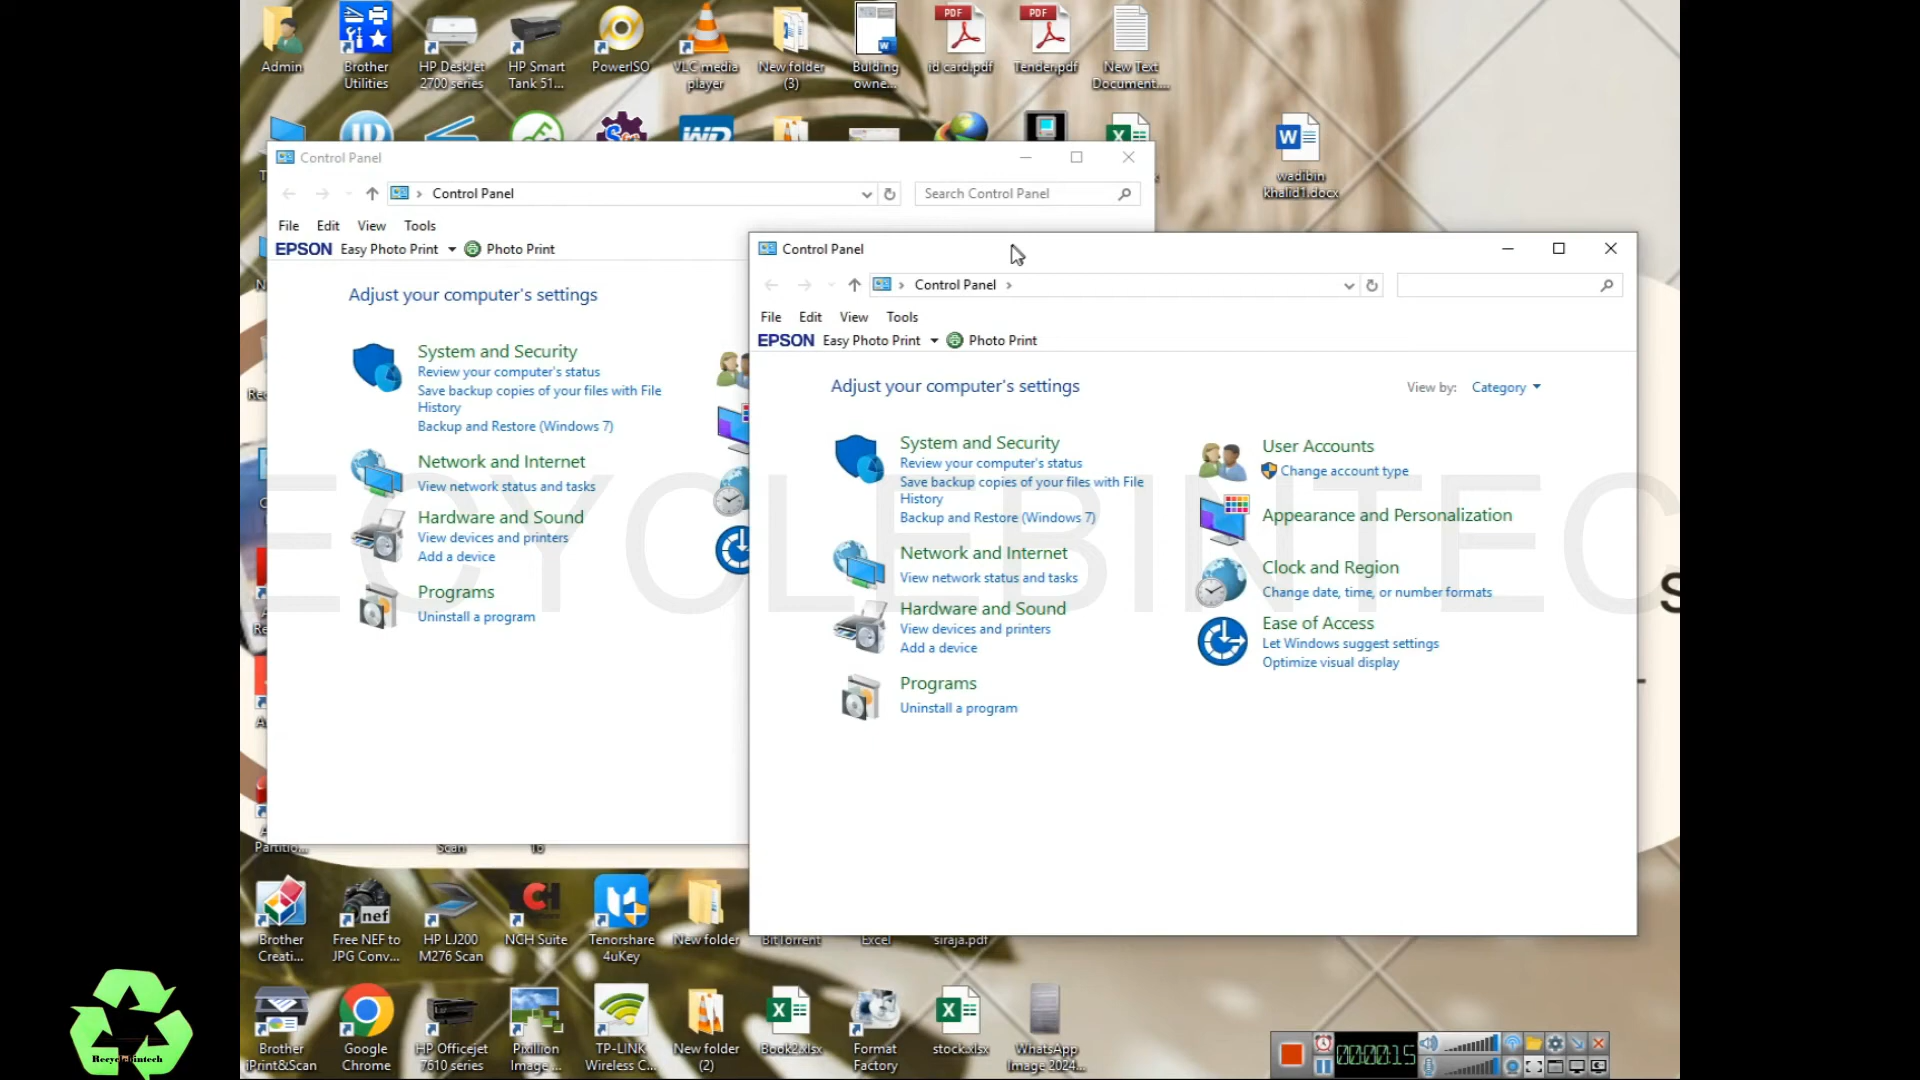 Admin
Brother
Utilities
HP DeskJet
2700 series
HP Smart
Tank 51...
PowerISO
VLC media
player
New folder
(3)
Bulding
owne...
id card.pdf
Tender.pdf
New Text
Document....
wadibin
khalid1.docx
Control Panel
Control Panel
Search Control Panel
File Edit View Tools
EPSON Easy Photo Print Photo Print
Adjust your computer's settings
System and Security
Review your computer's status
Save backup copies of your files with File
History
Backup and Restore (Windows 7)
Network and Internet
View network status and tasks
Hardware and Sound
View devices and printers
Add a device
Programs
Uninstall a program
Control Panel
Control Panel
File Edit View Tools
EPSON Easy Photo Print Photo Print
Adjust your computer's settings
View by: Category
System and Security
Review your computer's status
Save backup copies of your files with File
History
Backup and Restore (Windows 7)
Network and Internet
View network status and tasks
Hardware and Sound
View devices and printers
Add a device
Programs
Uninstall a program
User Accounts
Change account type
Appearance and Personalization
Clock and Region
Change date, time, or number formats
Ease of Access
Let Windows suggest settings
Optimize visual display
ECYCLEBINTEC
Partitio...
Scan
Brother
Creati...
nef
Free NEF to
JPG Conv...
HP LJ200
M276 Scan
NCH Suite
Tenorshare
4uKey
New folder
BitTorrent
Excel
siraja.pdf
Brother
iPrint&Scan
Google
Chrome
HP Officejet
7610 series
Pixillion
Image ...
TP-LINK
Wireless C...
New folder
(2)
Book2.xlsx
Format
Factory
stock.xlsx
WhatsApp
Image 2024...
00:00:15
Recyclebintech